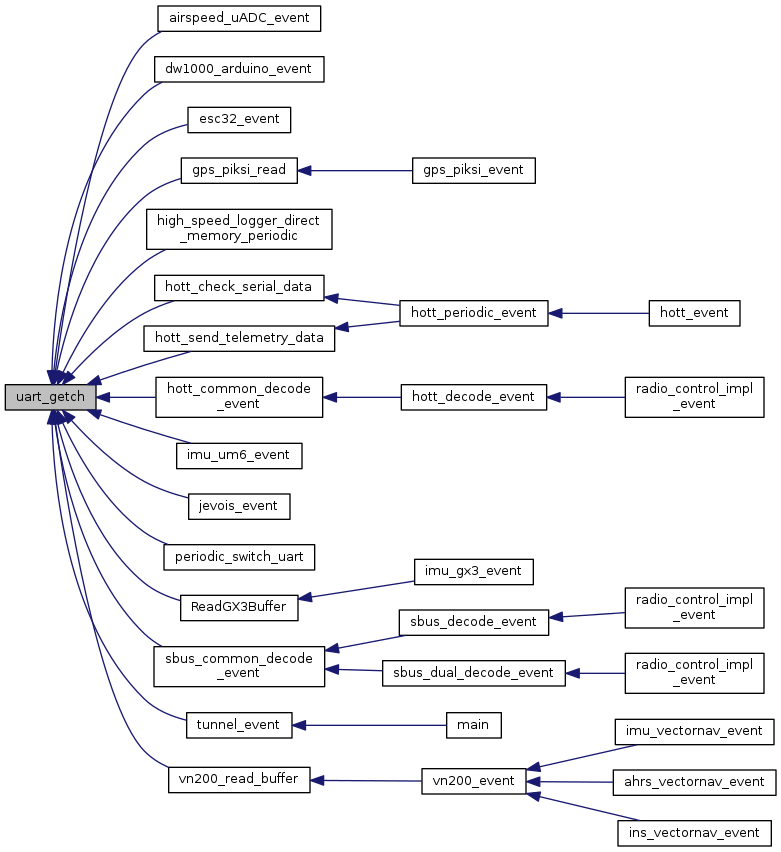 airspeed_uADC_event
dw1000_arduino_event
esc32_event
gps_piksi_read
gps_piksi_event
high_speed_logger_direct
_memory_periodic
hott_check_serial_data
hott_periodic_event
hott_event
hott_send_telemetry_data
uart_getch
hott_common_decode
_event
hott_decode_event
radio_control_impl
_event
imu_um6_event
jevois_event
periodic_switch_uart
imu_gx3_event
ReadGX3Buffer
sbus_decode_event
radio_control_impl
_event
sbus_common_decode
_event
sbus_dual_decode_event
radio_control_impl
_event
tunnel_event
main
imu_vectornav_event
vn200_read_buffer
vn200_event
ahrs_vectornav_event
ins_vectornav_event